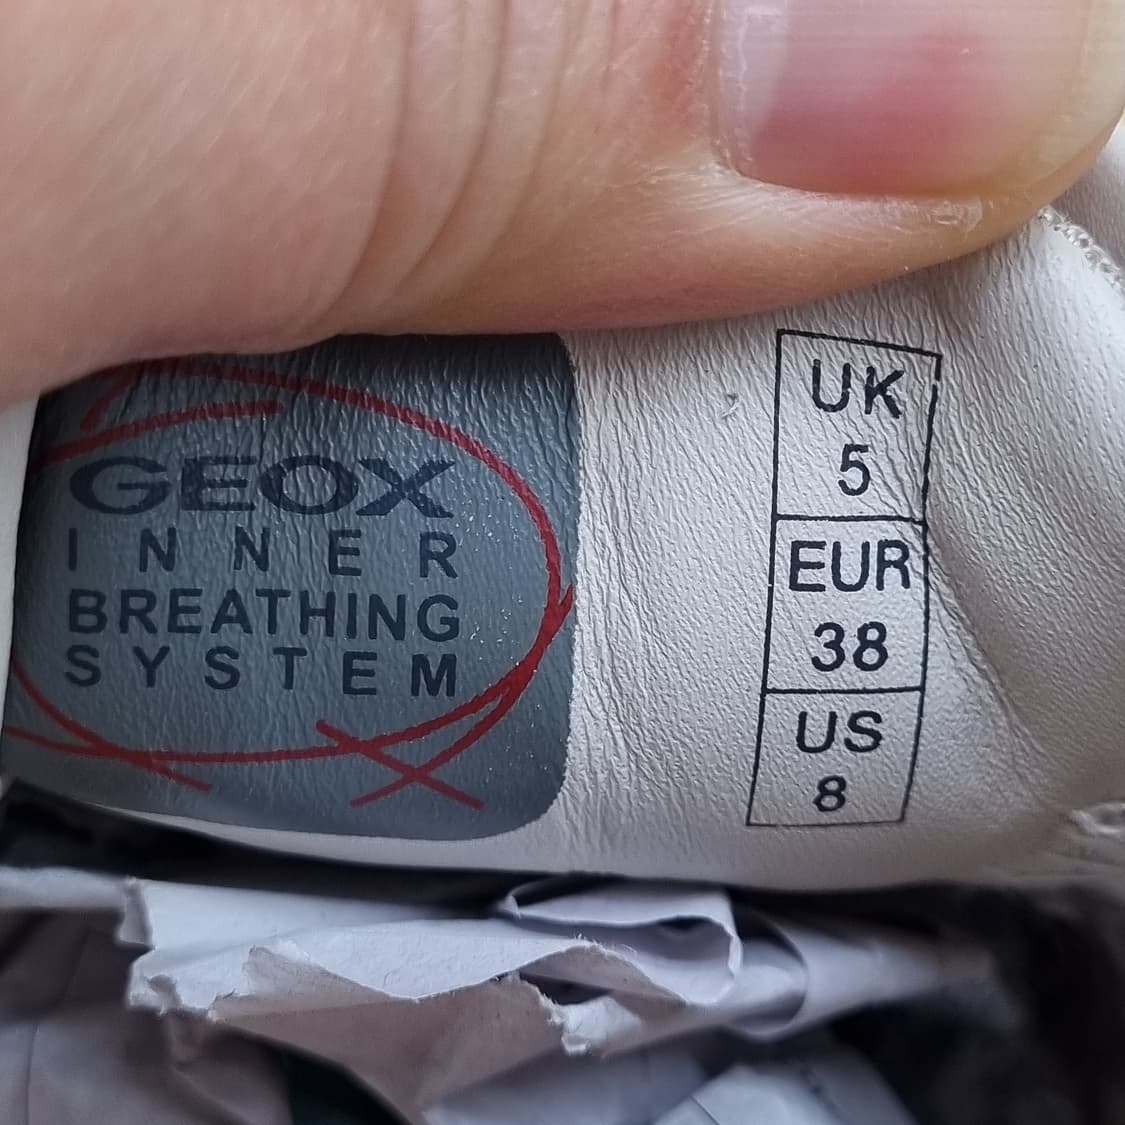 GEOX
INNER
BREATHING
SYSTEM
UK
5
EUR
38
US
8